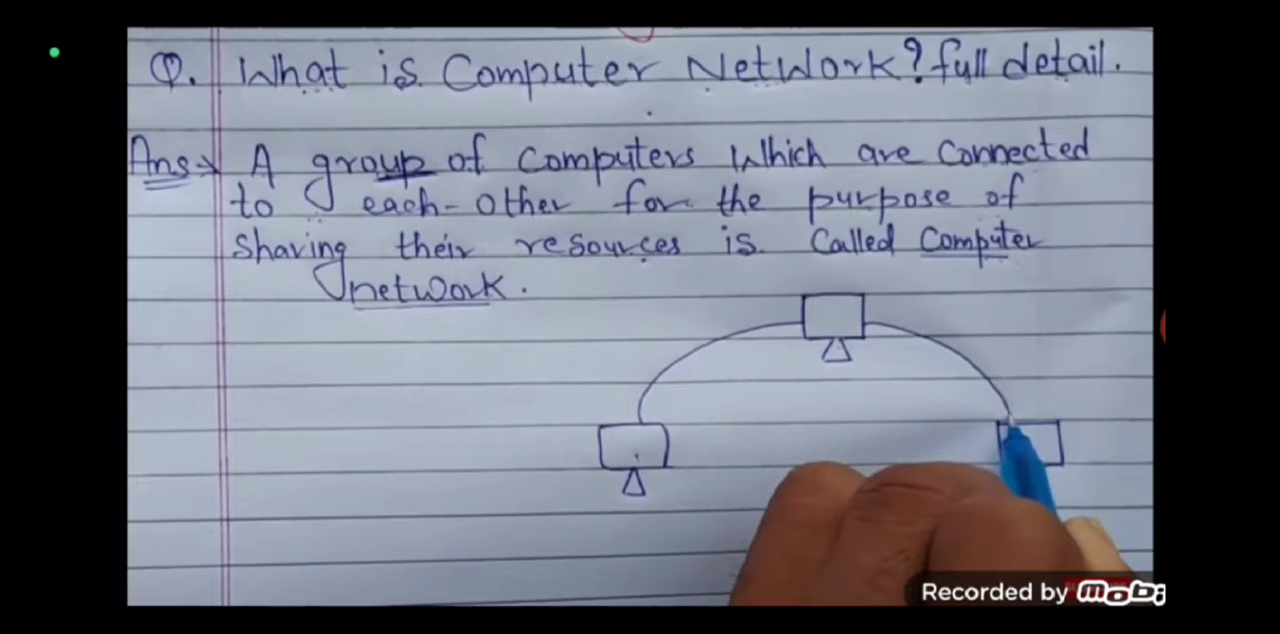 Q. What is Computer Network? full detail.
Ans:→ A group of Computers which are Connected
to each-other for the purpose of
Sharing their resources is Called Computer
network.
Recorded by mobi